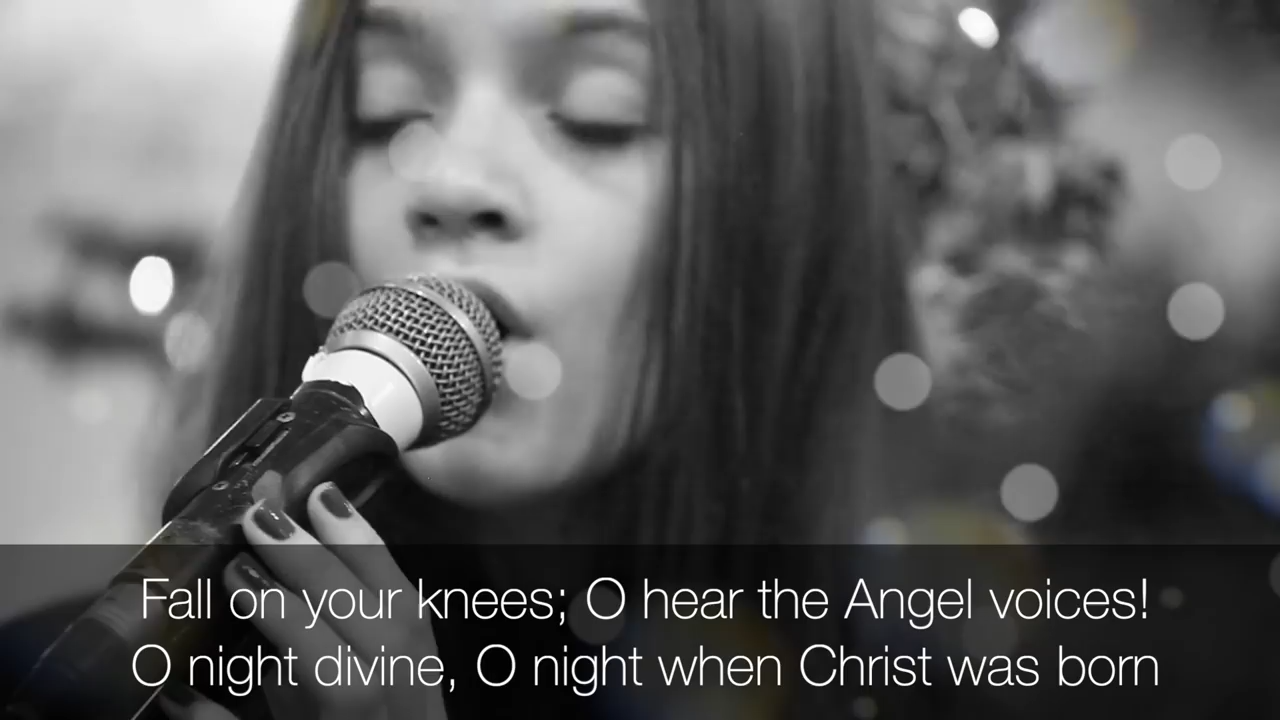 Fall on your knees; O hear the Angel voices!
O night divine, O night when Christ was born